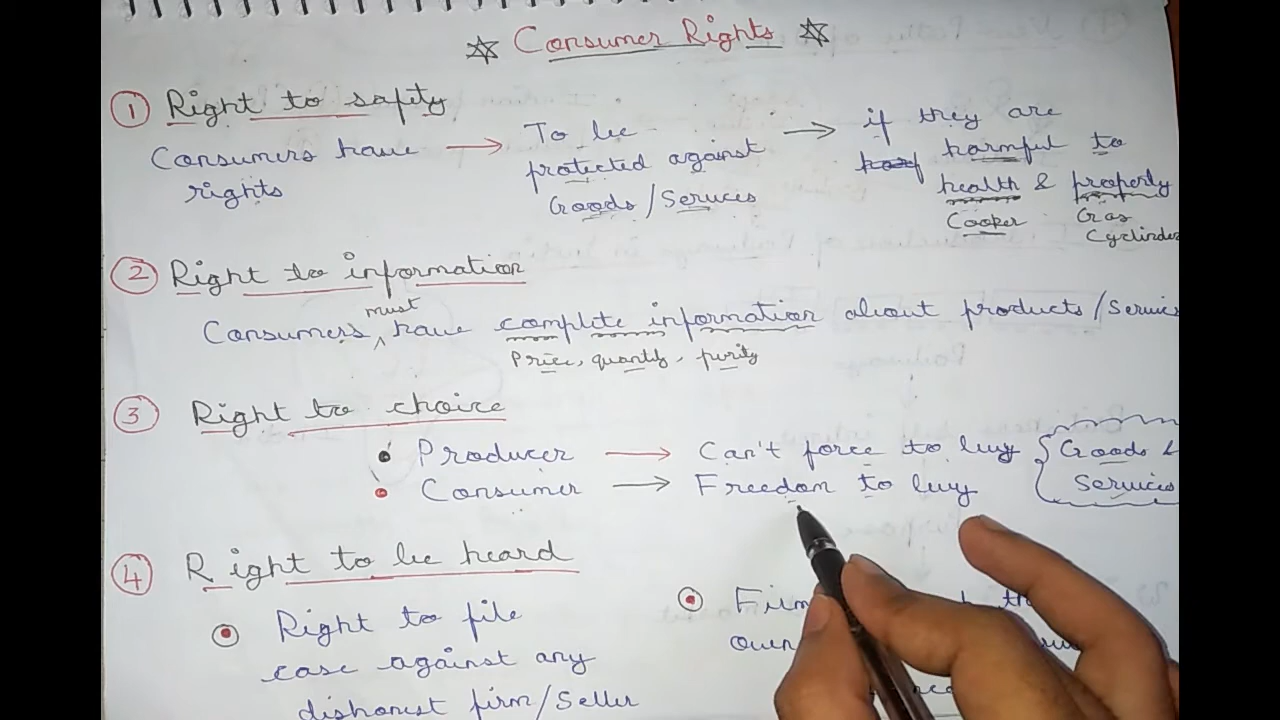 ☆ Consumer Rights ☆
① Right to safety
Consumers have → To be → if they are
rights protected against harmful to
Goods/Services health & property
Cooker Gas
Cyclinder
② Right to information
must
Consumers ^ have complete information about products/Services
Price, quantity, purity
③ Right to choice
• Producer → Can't force to buy { Goods &
• Consumer → Freedom to buy Services
④ Right to be heard
Right to file
case against any
dishonest firm/Seller
own